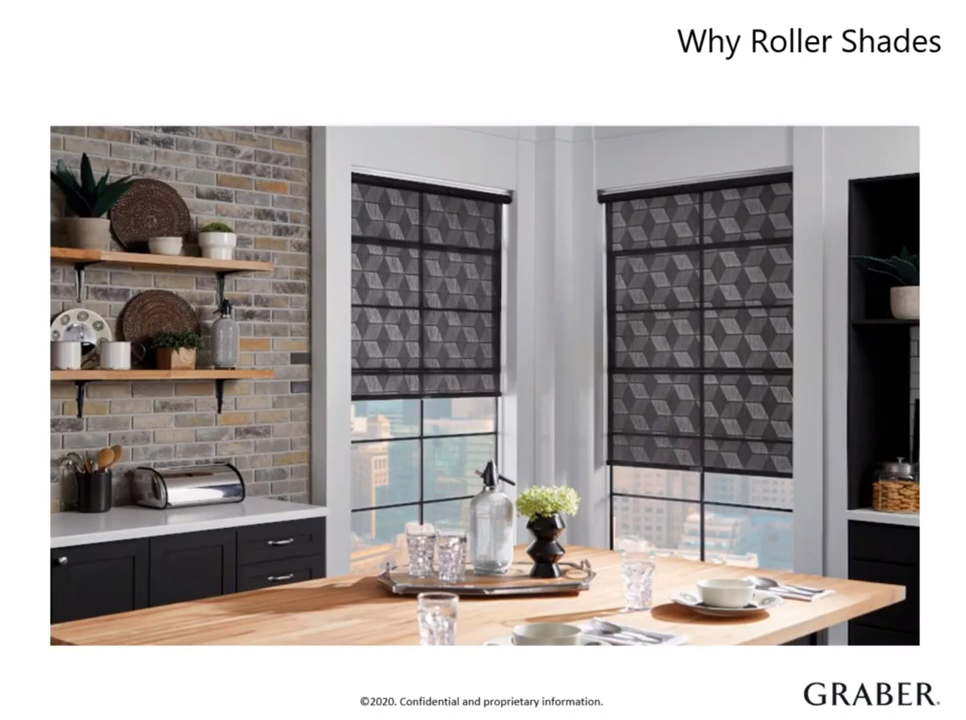 Why Roller Shades
©2020. Confidential and proprietary information.
GRABER.